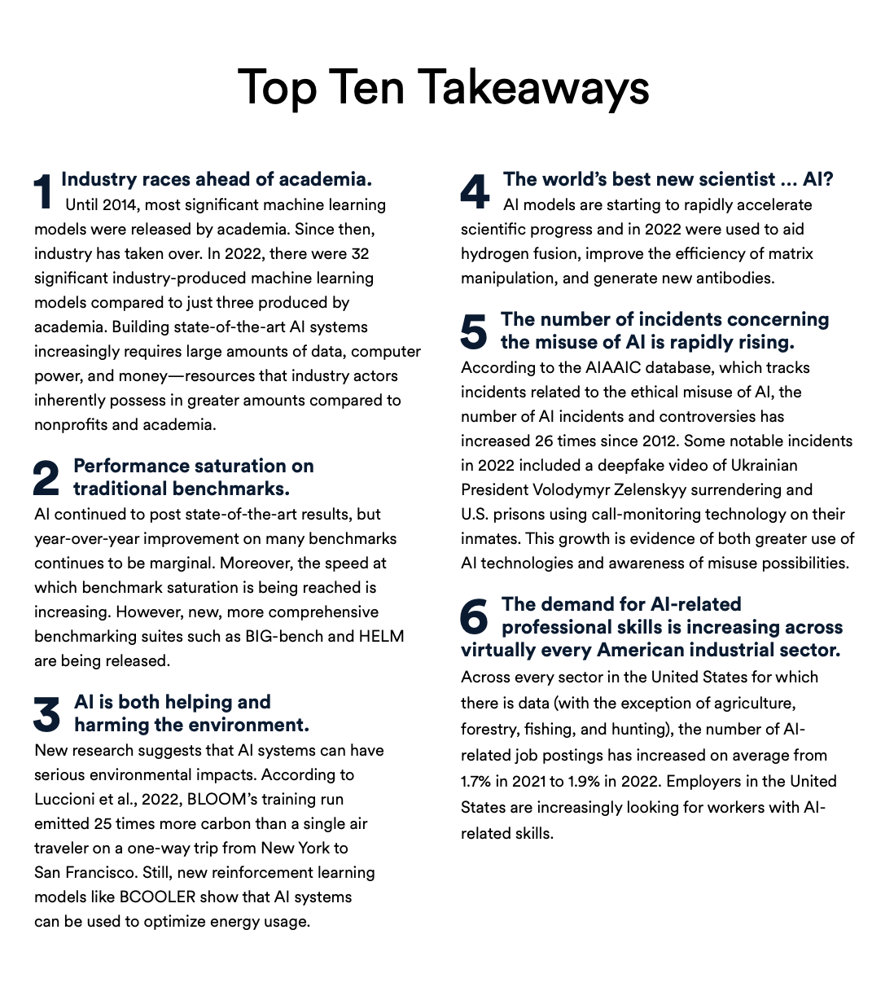 Top Ten Takeaways
1 Industry races ahead of academia.
Until 2014, most significant machine learning
models were released by academia. Since then,
industry has taken over. In 2022, there were 32
significant industry-produced machine learning
models compared to just three produced by
academia. Building state-of-the-art AI systems
increasingly requires large amounts of data, computer
power, and money—resources that industry actors
inherently possess in greater amounts compared to
nonprofits and academia.
2 Performance saturation on
traditional benchmarks.
AI continued to post state-of-the-art results, but
year-over-year improvement on many benchmarks
continues to be marginal. Moreover, the speed at
which benchmark saturation is being reached is
increasing. However, new, more comprehensive
benchmarking suites such as BIG-bench and HELM
are being released.
3 AI is both helping and
harming the environment.
New research suggests that AI systems can have
serious environmental impacts. According to
Luccioni et al., 2022, BLOOM’s training run
emitted 25 times more carbon than a single air
traveler on a one-way trip from New York to
San Francisco. Still, new reinforcement learning
models like BCOOLER show that AI systems
can be used to optimize energy usage.
4 The world’s best new scientist … AI?
AI models are starting to rapidly accelerate
scientific progress and in 2022 were used to aid
hydrogen fusion, improve the efficiency of matrix
manipulation, and generate new antibodies.
5 The number of incidents concerning
the misuse of AI is rapidly rising.
According to the AIAAIC database, which tracks
incidents related to the ethical misuse of AI, the
number of AI incidents and controversies has
increased 26 times since 2012. Some notable incidents
in 2022 included a deepfake video of Ukrainian
President Volodymyr Zelenskyy surrendering and
U.S. prisons using call-monitoring technology on their
inmates. This growth is evidence of both greater use of
AI technologies and awareness of misuse possibilities.
6 The demand for AI-related
professional skills is increasing across
virtually every American industrial sector.
Across every sector in the United States for which
there is data (with the exception of agriculture,
forestry, fishing, and hunting), the number of AI-
related job postings has increased on average from
1.7% in 2021 to 1.9% in 2022. Employers in the United
States are increasingly looking for workers with AI-
related skills.